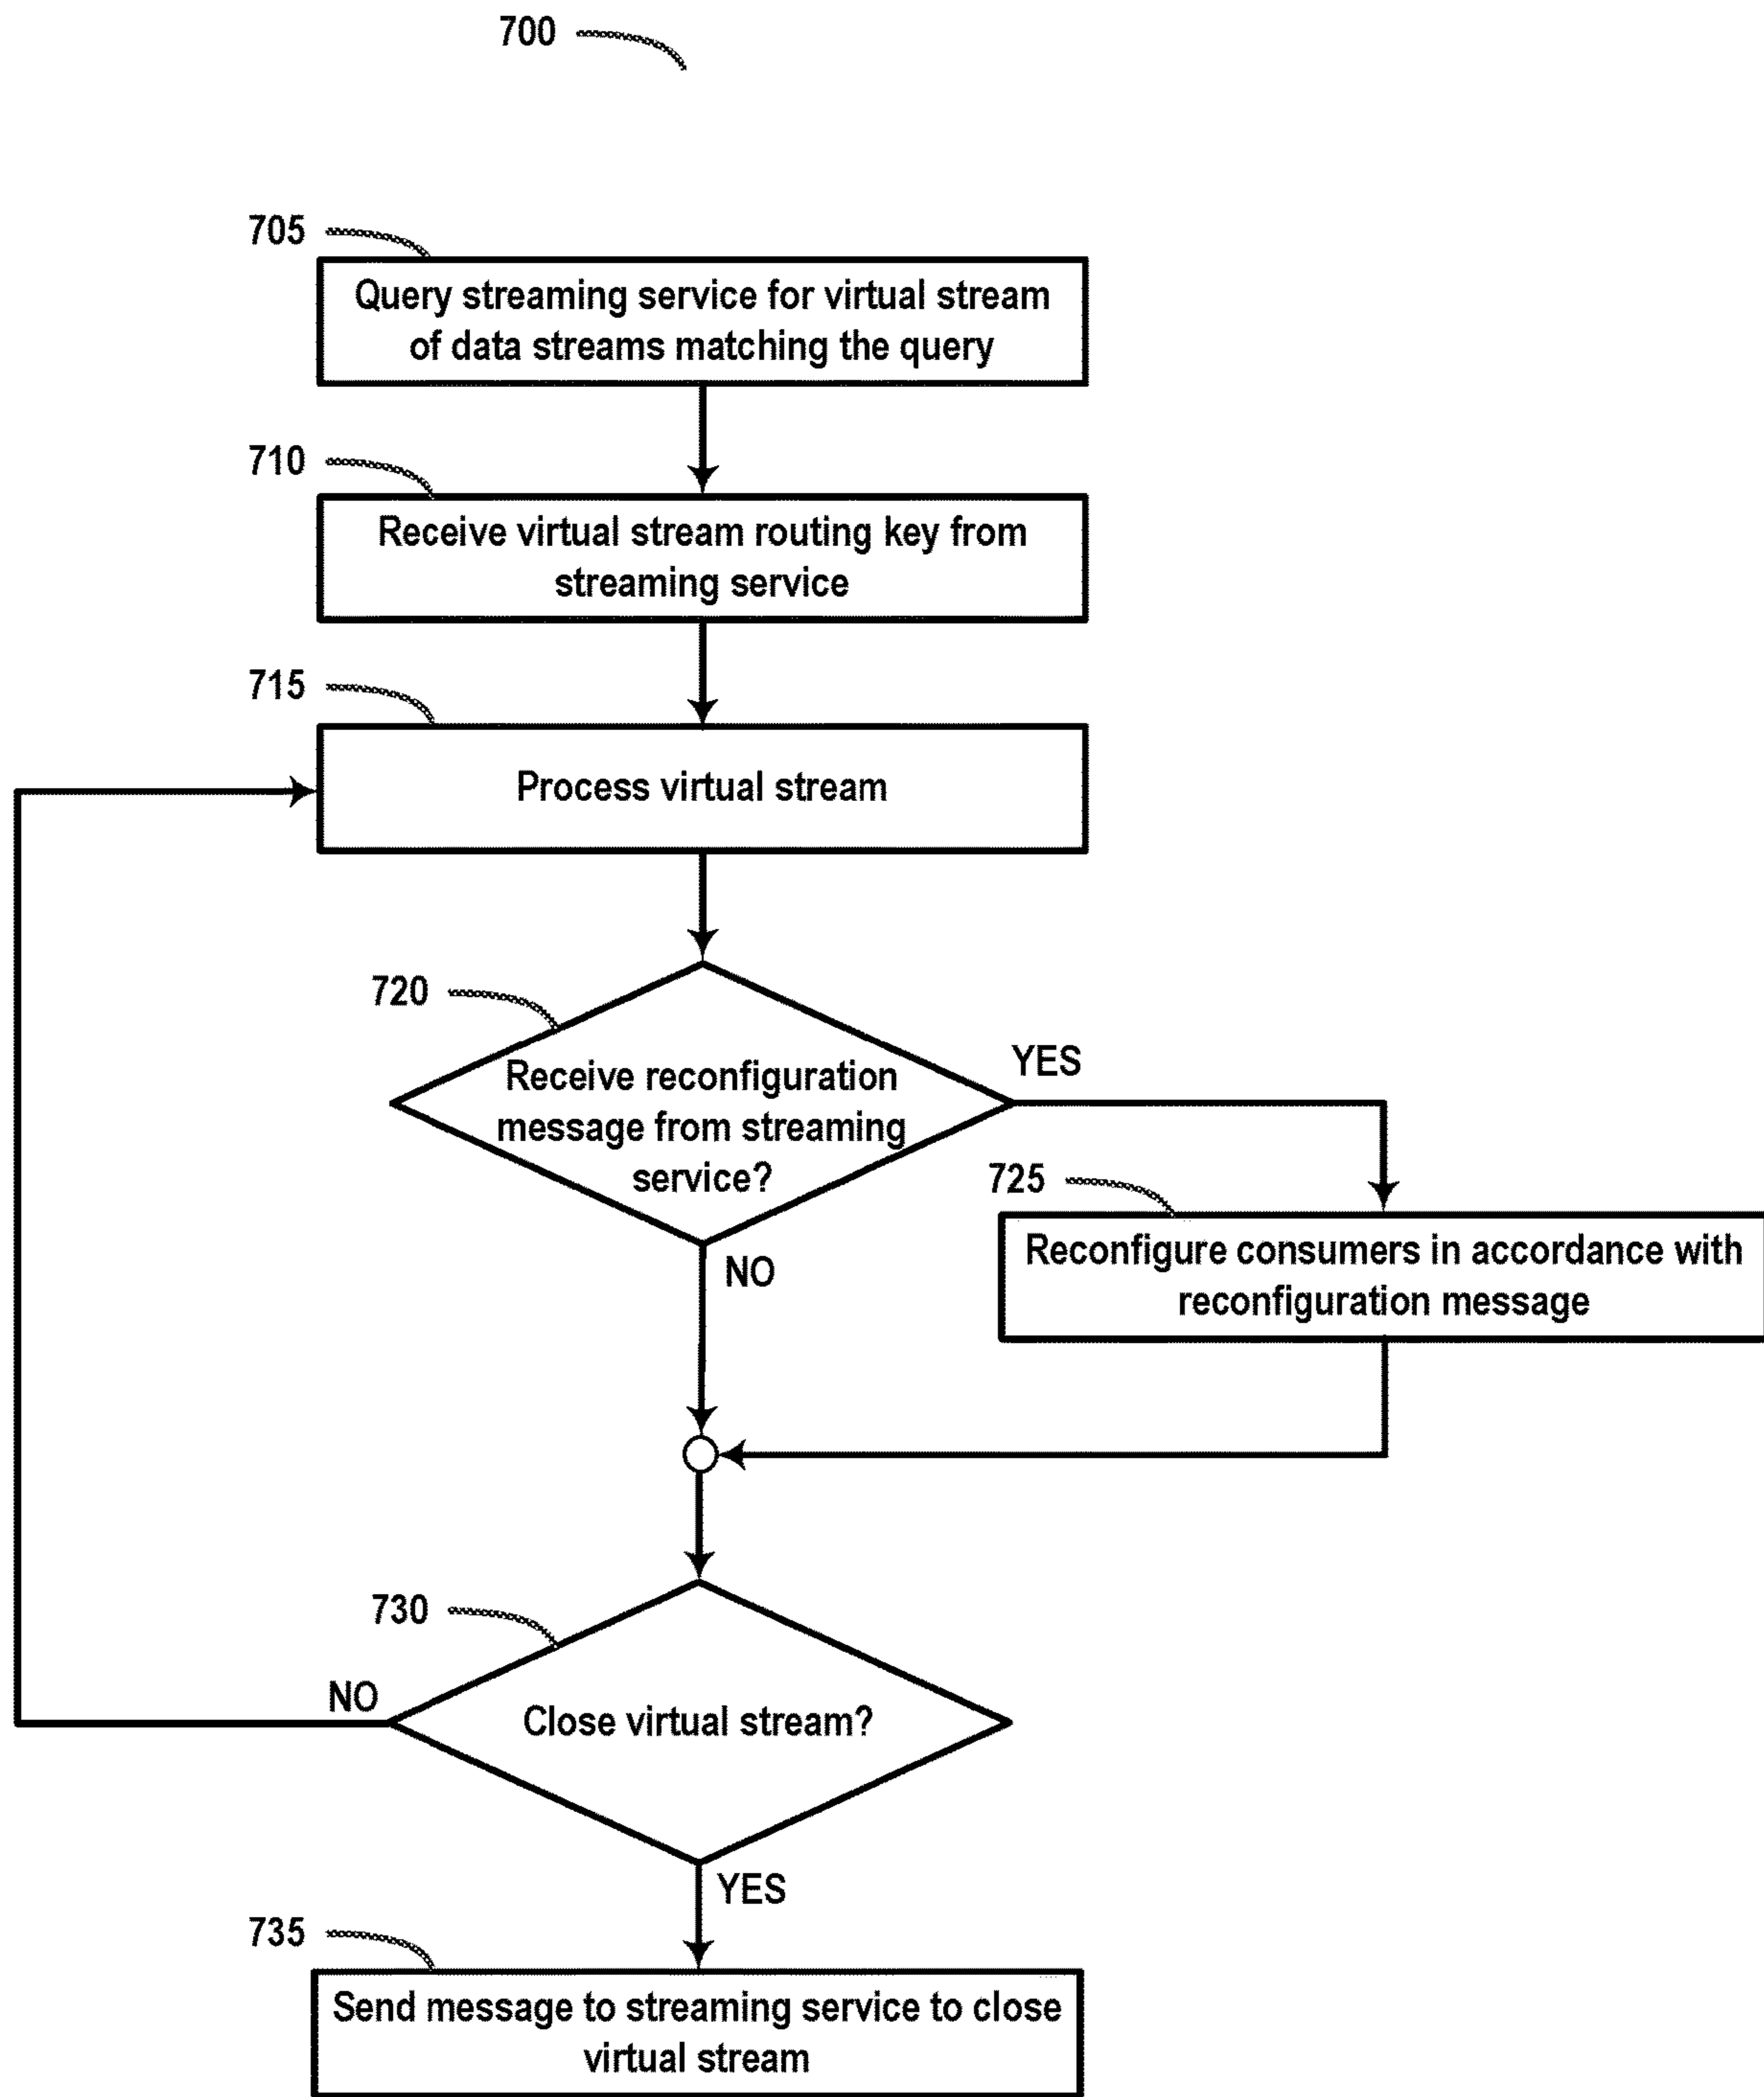 700
705
Query streaming service for virtual stream
of data streams matching the query
710
Receive virtual stream routing key from
streaming service
715
Process virtual stream
720
Receive reconfiguration
message from streaming
service?
YES
NO
725
Reconfigure consumers in accordance with
reconfiguration message
730
Close virtual stream?
NO
YES
735
Send message to streaming service to close
virtual stream